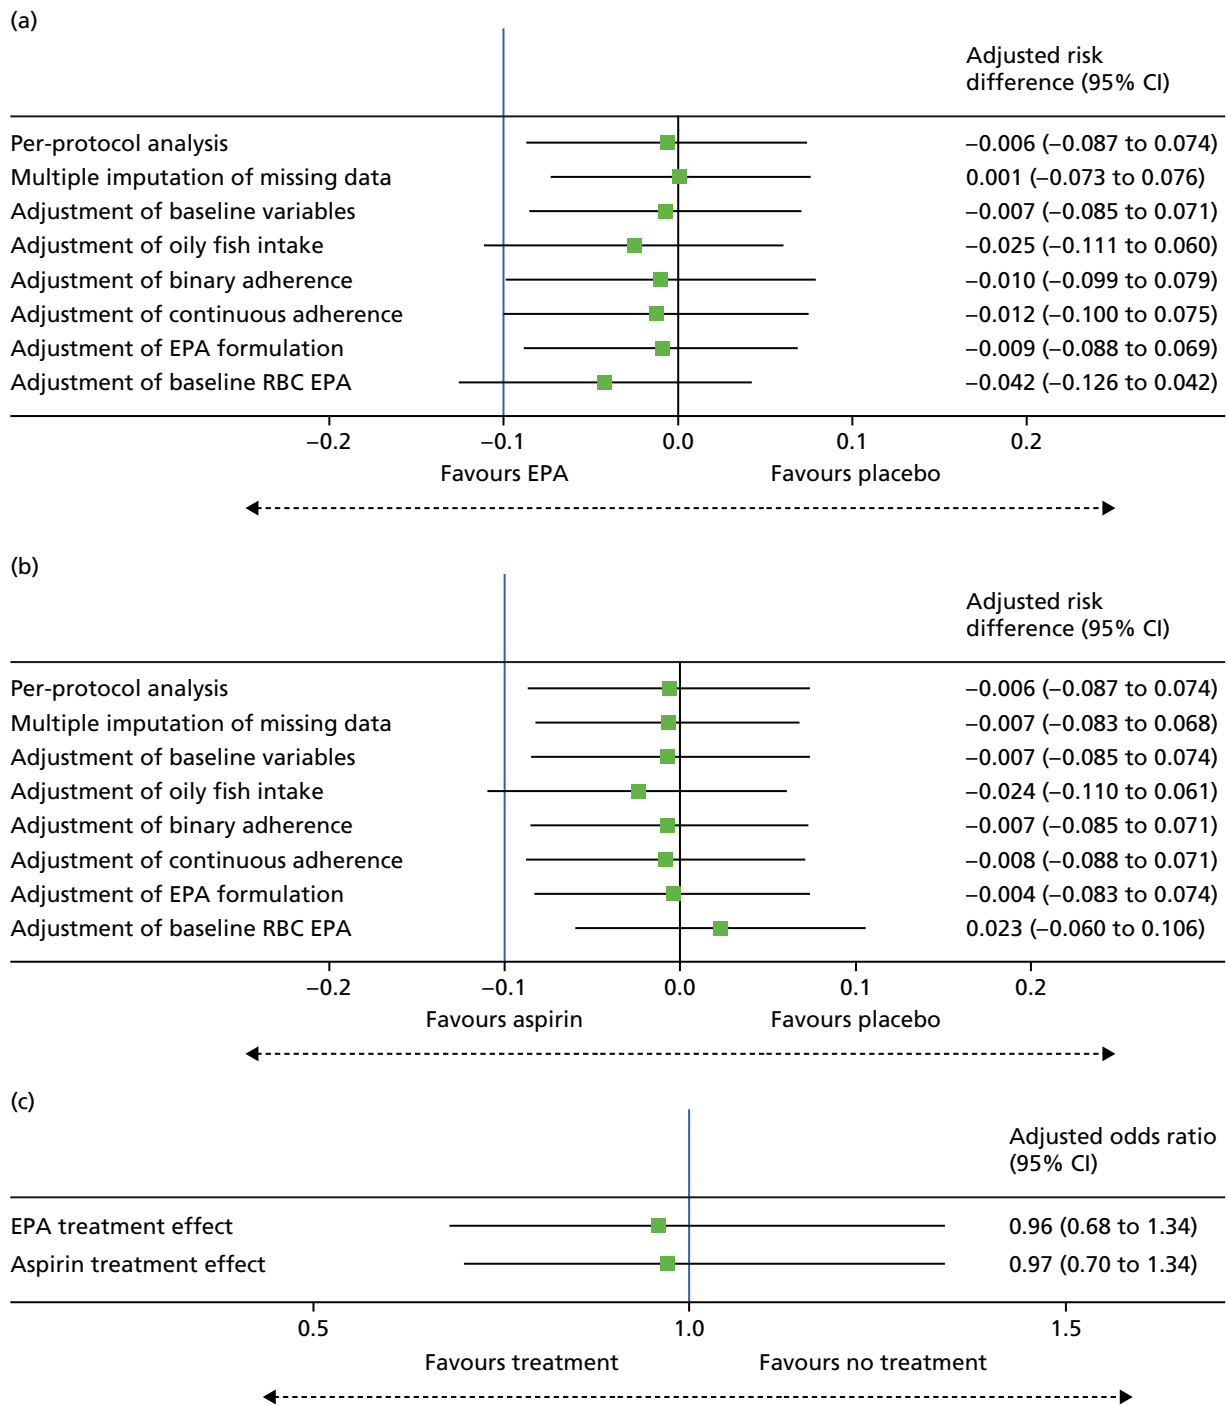 (a)
Adjusted risk
difference (95% CI)
Per-protocol analysis –0.006 (–0.087 to 0.074)
Multiple imputation of missing data 0.001 (–0.073 to 0.076)
Adjustment of baseline variables –0.007 (–0.085 to 0.071)
Adjustment of oily fish intake –0.025 (–0.111 to 0.060)
Adjustment of binary adherence –0.010 (–0.099 to 0.079)
Adjustment of continuous adherence –0.012 (–0.100 to 0.075)
Adjustment of EPA formulation –0.009 (–0.088 to 0.069)
Adjustment of baseline RBC EPA –0.042 (–0.126 to 0.042)
–0.2 –0.1 0.0 0.1 0.2
Favours EPA Favours placebo
(b)
Adjusted risk
difference (95% CI)
Per-protocol analysis –0.006 (–0.087 to 0.074)
Multiple imputation of missing data –0.007 (–0.083 to 0.068)
Adjustment of baseline variables –0.007 (–0.085 to 0.074)
Adjustment of oily fish intake –0.024 (–0.110 to 0.061)
Adjustment of binary adherence –0.007 (–0.085 to 0.071)
Adjustment of continuous adherence –0.008 (–0.088 to 0.071)
Adjustment of EPA formulation –0.004 (–0.083 to 0.074)
Adjustment of baseline RBC EPA 0.023 (–0.060 to 0.106)
–0.2 –0.1 0.0 0.1 0.2
Favours aspirin Favours placebo
(c)
Adjusted odds ratio
(95% CI)
EPA treatment effect 0.96 (0.68 to 1.34)
Aspirin treatment effect 0.97 (0.70 to 1.34)
0.5 1.0 1.5
Favours treatment Favours no treatment